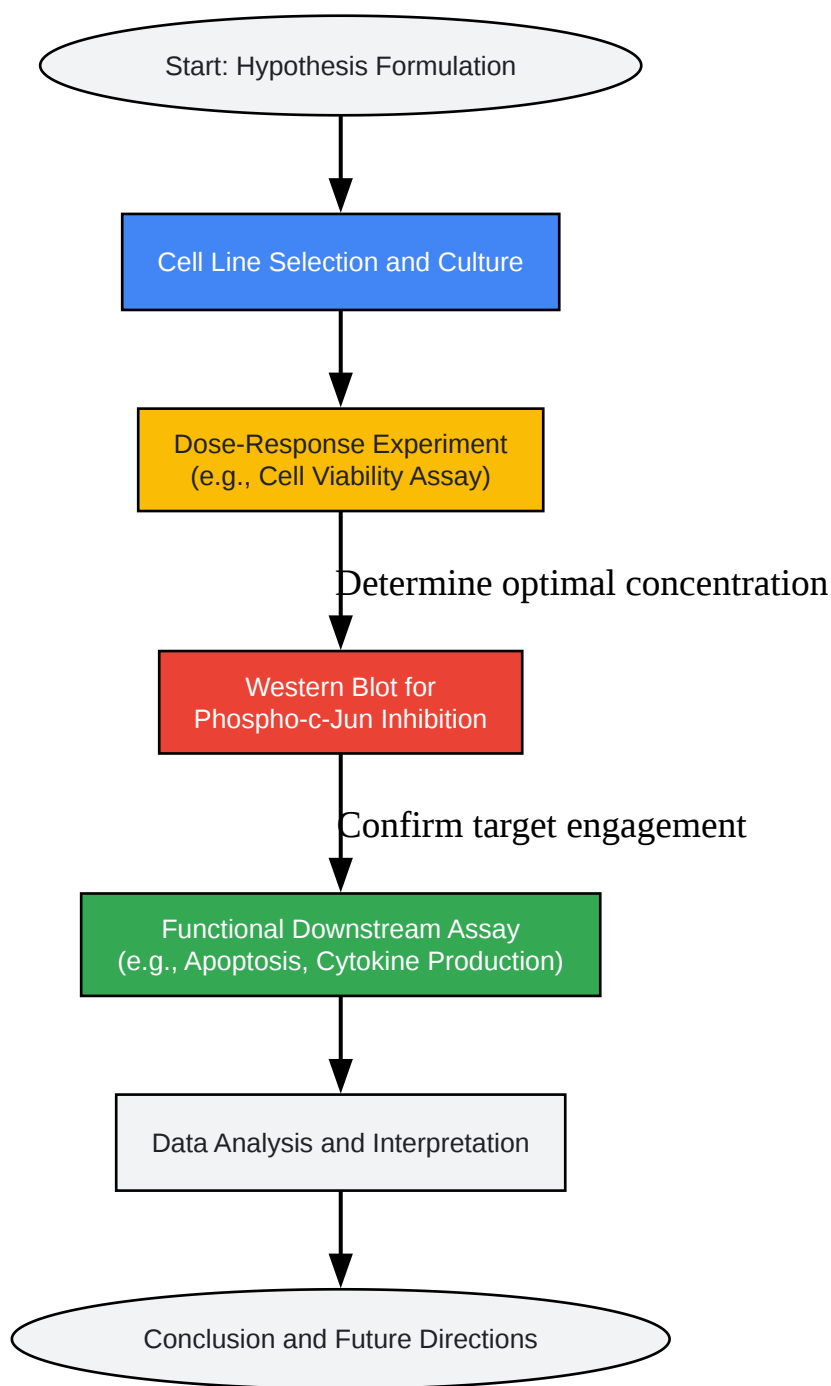 Start: Hypothesis Formulation
Cell Line Selection and Culture
Dose-Response Experiment
(e.g., Cell Viability Assay)
Determine optimal concentration
Western Blot for
Phospho-c-Jun Inhibition
Confirm target engagement
Functional Downstream Assay
(e.g., Apoptosis, Cytokine Production)
Data Analysis and Interpretation
Conclusion and Future Directions